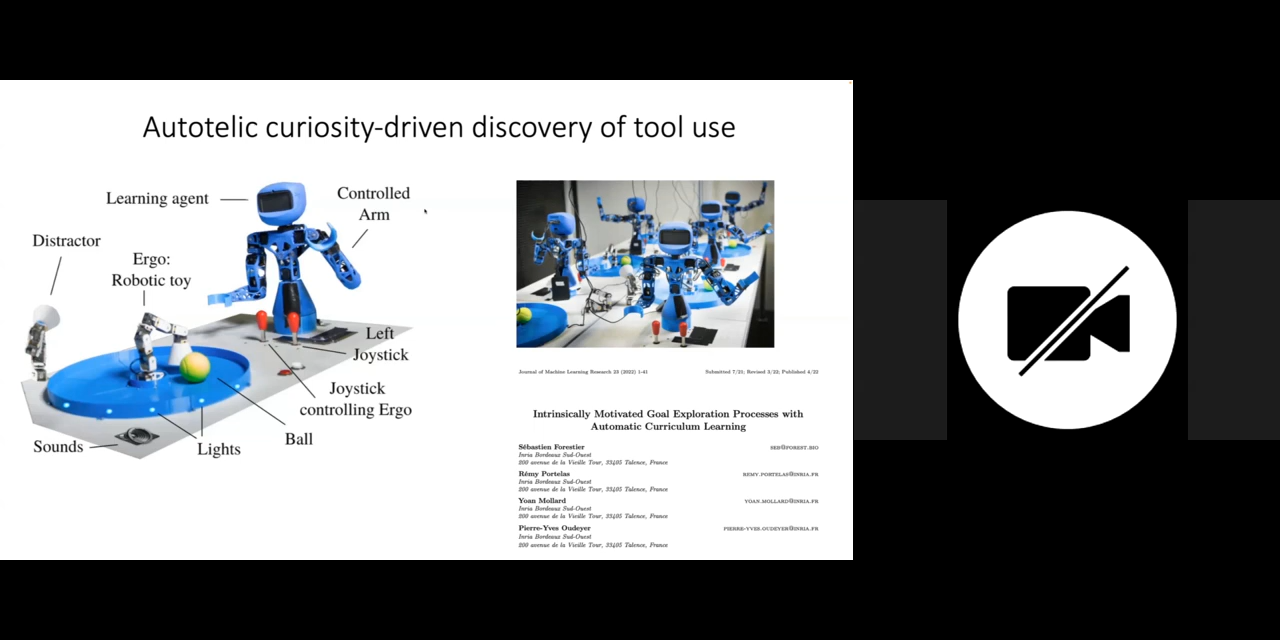 Autotelic curiosity-driven discovery of tool use
Learning agent
Controlled
Arm
Distractor
Ergo:
Robotic toy
Left
Joystick
Joystick
controlling Ergo
Ball
Sounds
Lights
Journal of Machine Learning Research 23 (2022) 1-41
Submitted 7/21; Revised 3/22; Published 4/22
Intrinsically Motivated Goal Exploration Processes with
Automatic Curriculum Learning
Sébastien Forestier
SEB@FOREST.BIO
Inria Bordeaux Sud-Ouest
200 avenue de la Vieille Tour, 33405 Talence, France
Rémy Portelas
REMY.PORTELAS@INRIA.FR
Inria Bordeaux Sud-Ouest
200 avenue de la Vieille Tour, 33405 Talence, France
Yoan Mollard
YOAN.MOLLARD@INRIA.FR
Inria Bordeaux Sud-Ouest
200 avenue de la Vieille Tour, 33405 Talence, France
Pierre-Yves Oudeyer
PIERRE-YVES.OUDEYER@INRIA.FR
Inria Bordeaux Sud-Ouest
200 avenue de la Vieille Tour, 33405 Talence, France